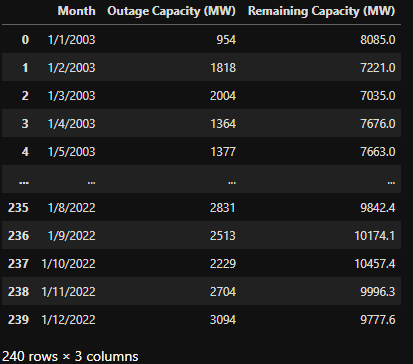 Month Outage Capacity (MW) Remaining Capacity (MW)
0 1/1/2003 954 8085.0
1 1/2/2003 1818 7221.0
2 1/3/2003 2004 7035.0
3 1/4/2003 1364 7676.0
4 1/5/2003 1377 7663.0
... ... ... ...
235 1/8/2022 2831 9842.4
236 1/9/2022 2513 10174.1
237 1/10/2022 2229 10457.4
238 1/11/2022 2704 9996.3
239 1/12/2022 3094 9777.6
240 rows × 3 columns